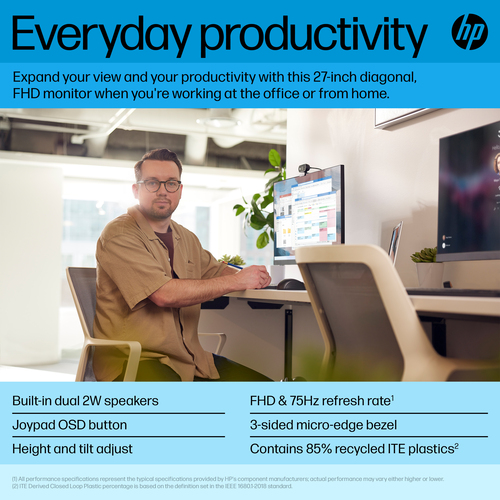 Everyday productivity
hp
Expand your view and your productivity with this 27-inch diagonal,
FHD monitor when you're working at the office or from home.
Built-in dual 2W speakers
FHD & 75Hz refresh rate¹
Joypad OSD button
3-sided micro-edge bezel
Height and tilt adjust
Contains 85% recycled ITE plastics²
(1) All performance specifications represent the typical specifications provided by HP's component manufacturers; actual performance may vary either higher or lower.
(2) ITE Derived Closed Loop Plastic percentage is based on the definition set in the IEEE 1680.1-2018 standard.